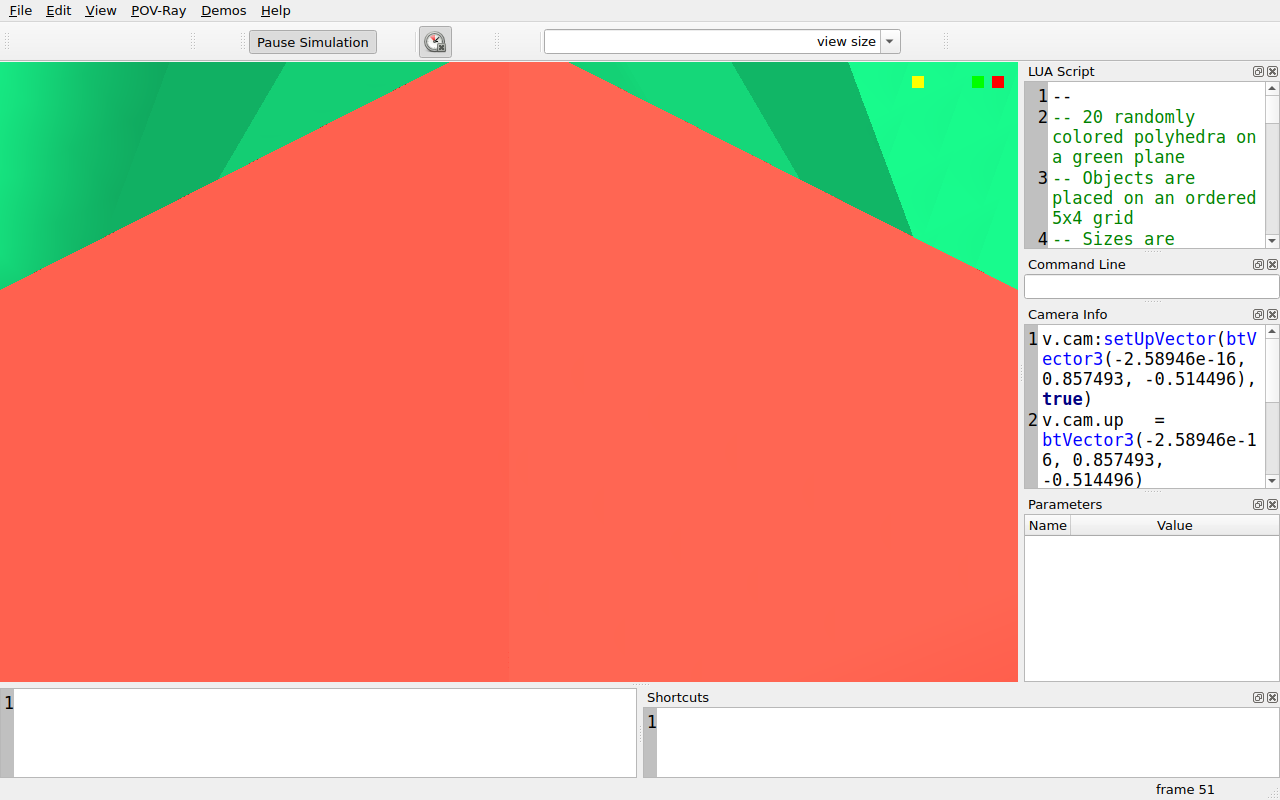 File Edit View POV-Ray Demos Help
Pause Simulation
view size
LUA Script
1 --
2 -- 20 randomly
colored polyhedra on
a green plane
3 -- Objects are
placed on an ordered
5x4 grid
4 -- Sizes are
Command Line
Camera Info
1 v.cam:setUpVector(btV
ector3(-2.58946e-16,
0.857493, -0.514496),
true)
2 v.cam.up   =
btVector3(-2.58946e-1
6, 0.857493,
-0.514496)
Parameters
Name Value
1
Shortcuts
1
frame 51